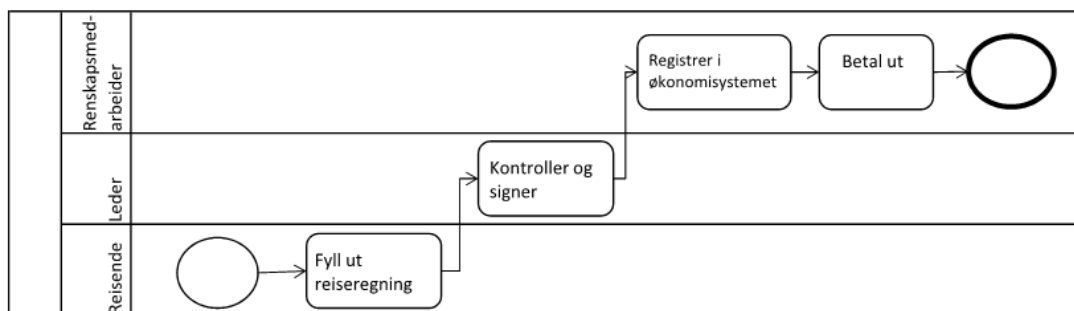 Renskapsmed-
arbeider
Registrer i
økonomisystemet
Betal ut
Leder
Kontroller og
signer
Reisende
Fyll ut
reiseregning